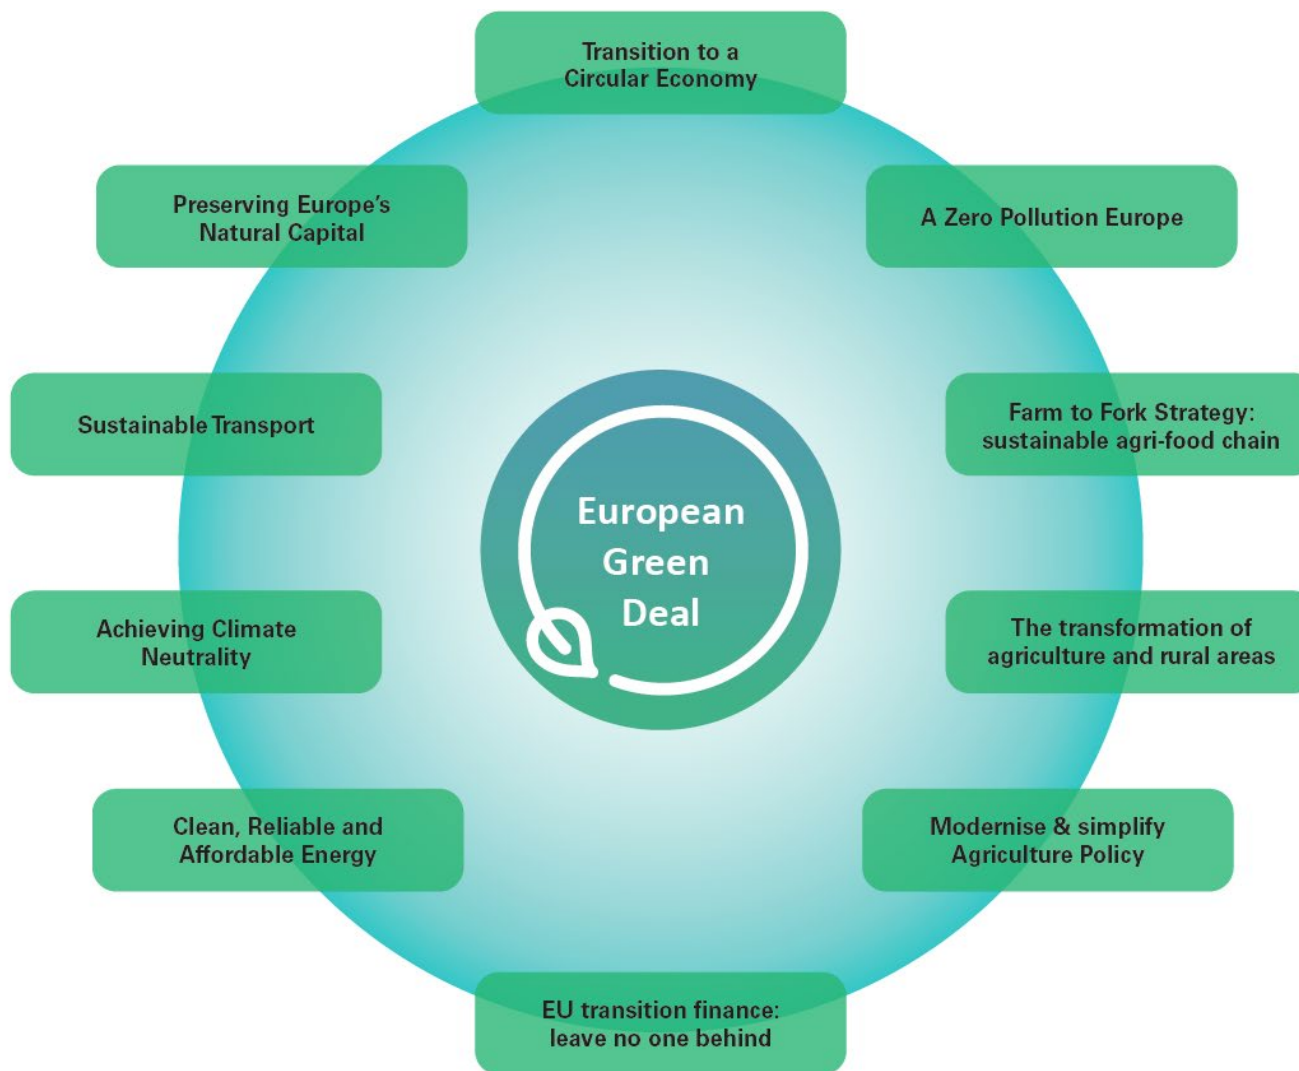 Transition to a
Circular Economy
Preserving Europe's
Natural Capital
A Zero Pollution Europe
Sustainable Transport
Farm to Fork Strategy:
sustainable agri-food chain
European
Green
Deal
Achieving Climate
Neutrality
The transformation of
agriculture and rural areas
Clean, Reliable and
Affordable Energy
Modernise & simplify
Agriculture Policy
EU transition finance:
leave no one behind